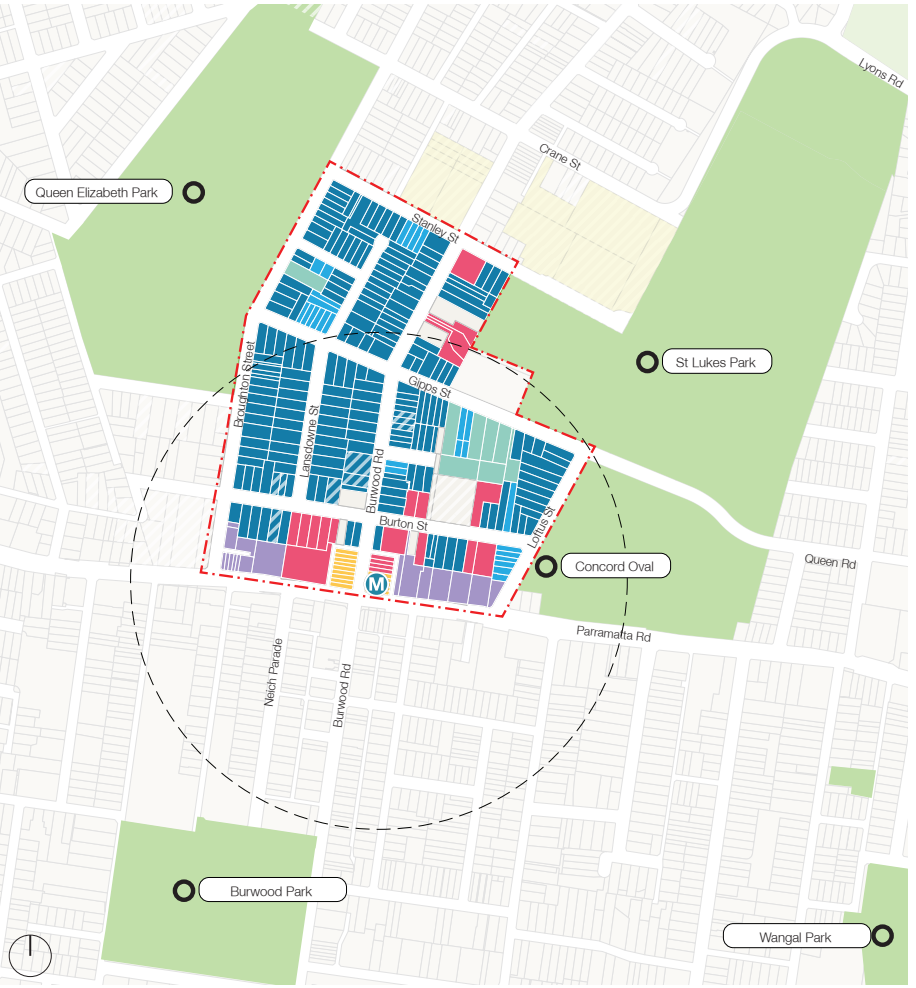 Lyons Rd
Crane St
Queen Elizabeth Park
Stanley St
St Lukes Park
Broughton Street
Gipps St
Lansdowne St
Burwood Rd
Burton St
Loftus St
Queen Rd
Concord Oval
M
Parramatta Rd
Neich Parade
Burwood Rd
Burwood Park
Wangal Park